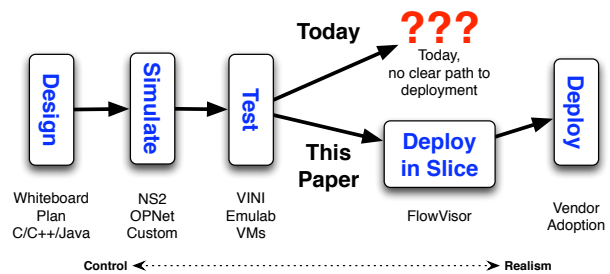 Design
Simulate
Test
Today
???
Today,
no clear path to
deployment
This
Paper
Deploy
in Slice
Deploy
Whiteboard
Plan
C/C++/Java
NS2
OPNet
Custom
VINI
Emulab
VMs
FlowVisor
Vendor
Adoption
Control
Realism